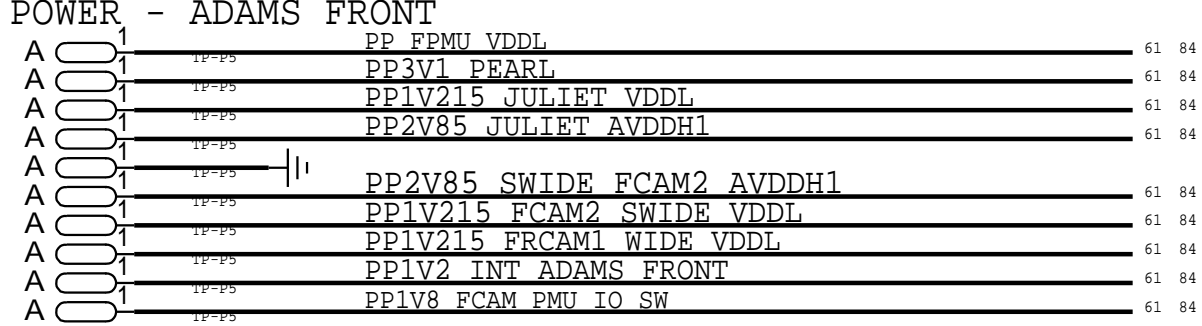 POWER - ADAMS FRONT
A 1 TP-P5 PP FPMU VDDL 61 84
A 1 TP-P5 PP3V1 PEARL 61 84
A 1 TP-P5 PP1V215 JULIET VDDL 61 84
A 1 TP-P5 PP2V85 JULIET AVDDH1 61 84
A 1 TP-P5
A 1 TP-P5 PP2V85 SWIDE FCAM2 AVDDH1 61 84
A 1 TP-P5 PP1V215 FCAM2 SWIDE VDDL 61 84
A 1 TP-P5 PP1V215 FRCAM1 WIDE VDDL 61 84
A 1 TP-P5 PP1V2 INT ADAMS FRONT 61 84
A 1 TP-P5 PP1V8 FCAM PMU IO SW 61 84